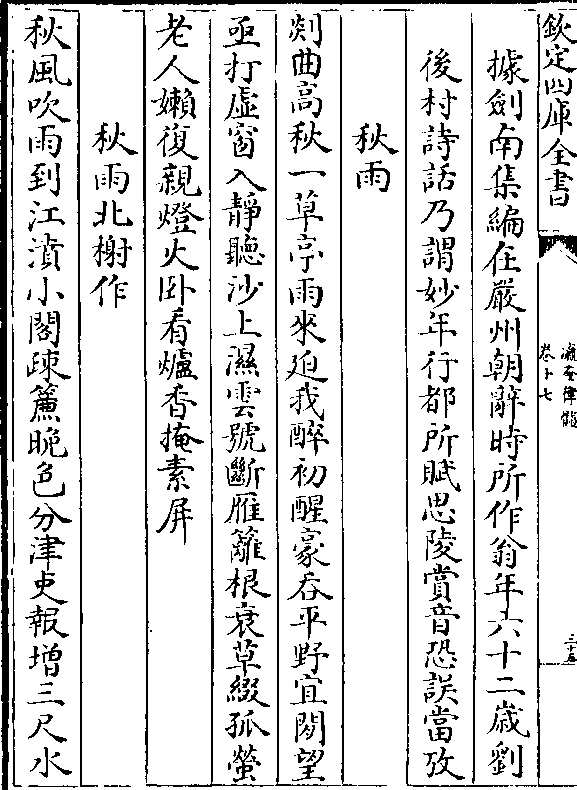 欽定四庫全書
瀛奎律髓
卷十七
三十五
據劍南集編在嚴州朝辭時所作翁年六十二歲劉
後村詩話乃謂妙年行都所賦思陵賞音恐誤當攷
秋雨
剡曲高秋一草亭雨來迫我醉初醒豪吞平野宜閒望
亟打虛窗入靜聽沙上濕雲號斷雁籬根衰草綴孤螢
老人嬾復親燈火卧看爐香掩素屏
秋雨北榭作
秋風吹雨到江濆小閣疎簾晚色分津吏報增三尺水